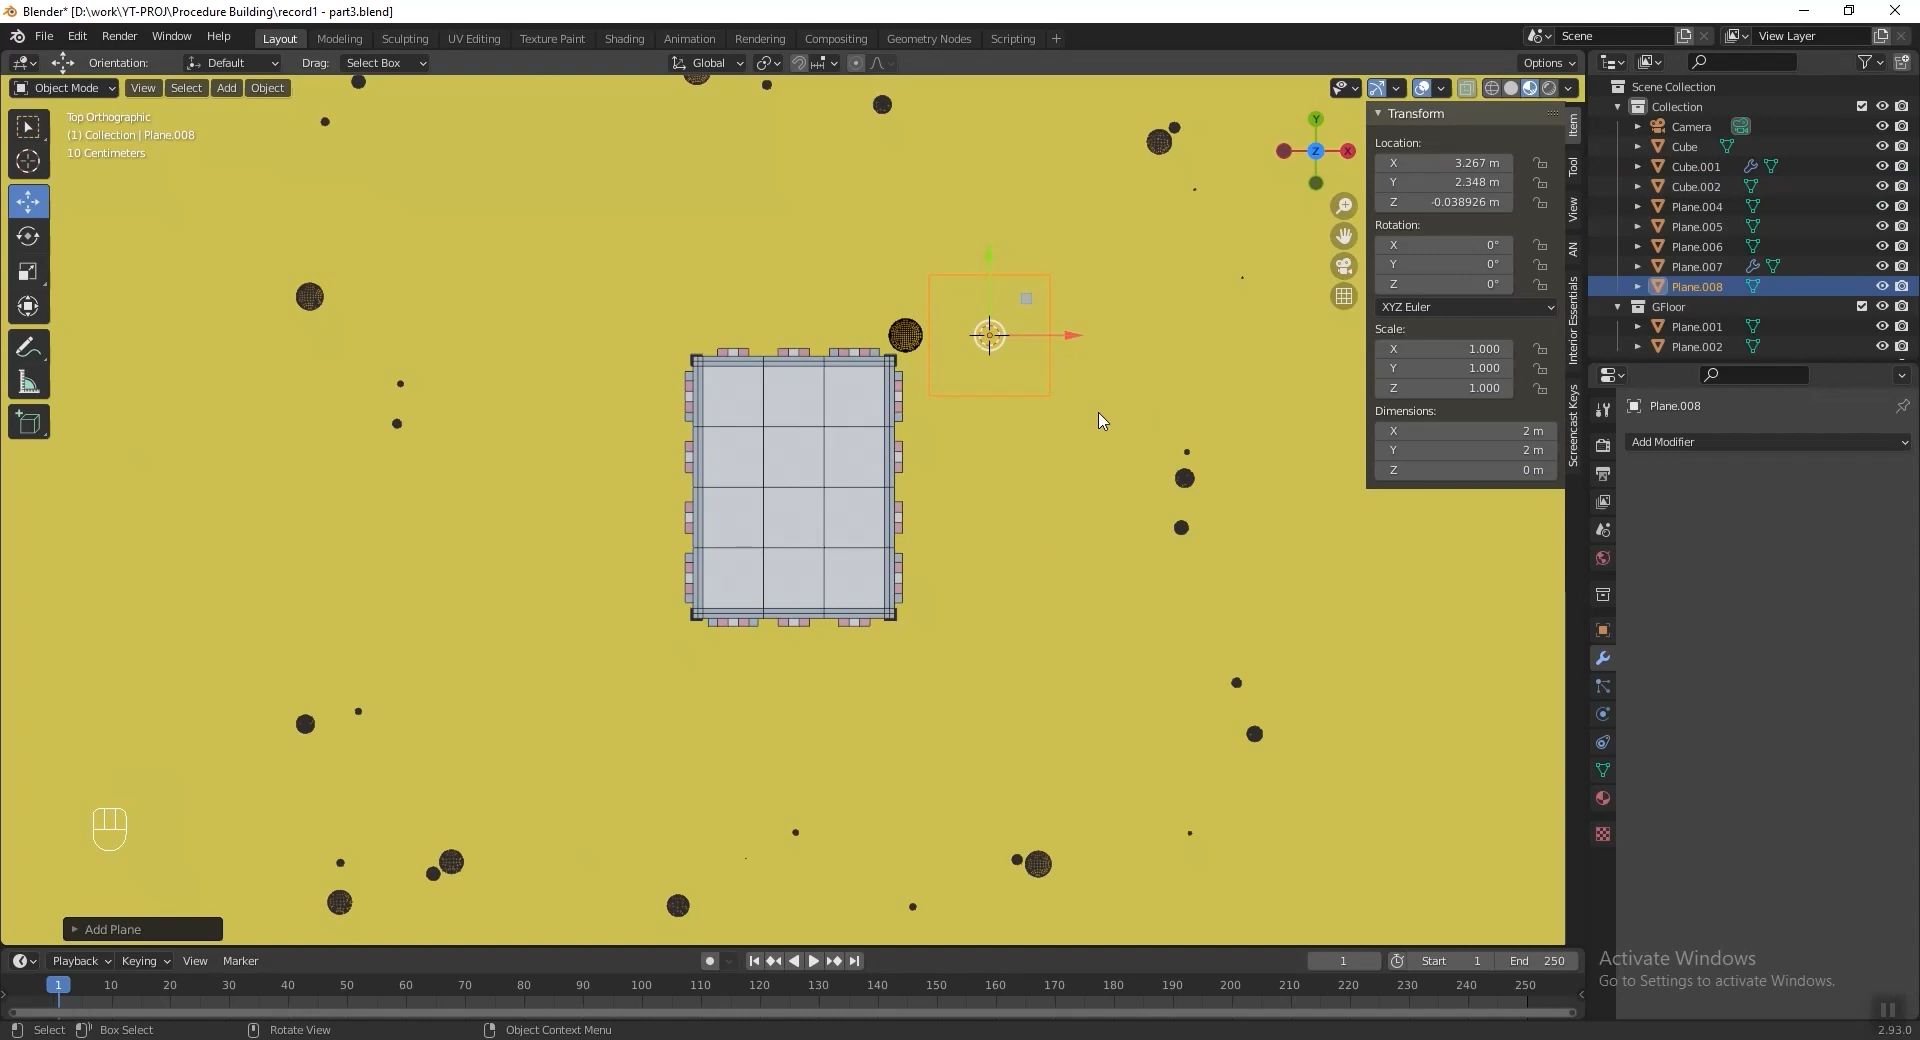 Blender* [D:\work\YT-PROJ\Procedure Building\record1 - part3.blend]
File Edit Render Window Help Layout Modeling Sculpting UV Editing Texture Paint Shading Animation Rendering Compositing Geometry Nodes Scripting + Scene View Layer
Orientation: Default Drag: Select Box Global Options
Object Mode View Select Add Object
Top Orthographic
(1) Collection | Plane.008
10 Centimeters
Y
Z
X
Transform
Location:
X 3.267 m
Y 2.348 m
Z -0.038926 m
Rotation:
X 0°
Y 0°
Z 0°
XYZ Euler
Scale:
X 1.000
Y 1.000
Z 1.000
Dimensions:
X 2 m
Y 2 m
Z 0 m
Item
Tool
View
AN
Interior Essentials
Screencast Keys
Scene Collection
Collection
Camera
Cube
Cube.001
Cube.002
Plane.004
Plane.005
Plane.006
Plane.007
Plane.008
GFloor
Plane.001
Plane.002
Plane.008
Add Modifier
Add Plane
Activate Windows
Go to Settings to activate Windows.
Playback Keying View Marker 1 Start 1 End 250
1 10 20 30 40 50 60 70 80 90 100 110 120 130 140 150 160 170 180 190 200 210 220 230 240 250
Select Box Select Rotate View Object Context Menu 2.93.0